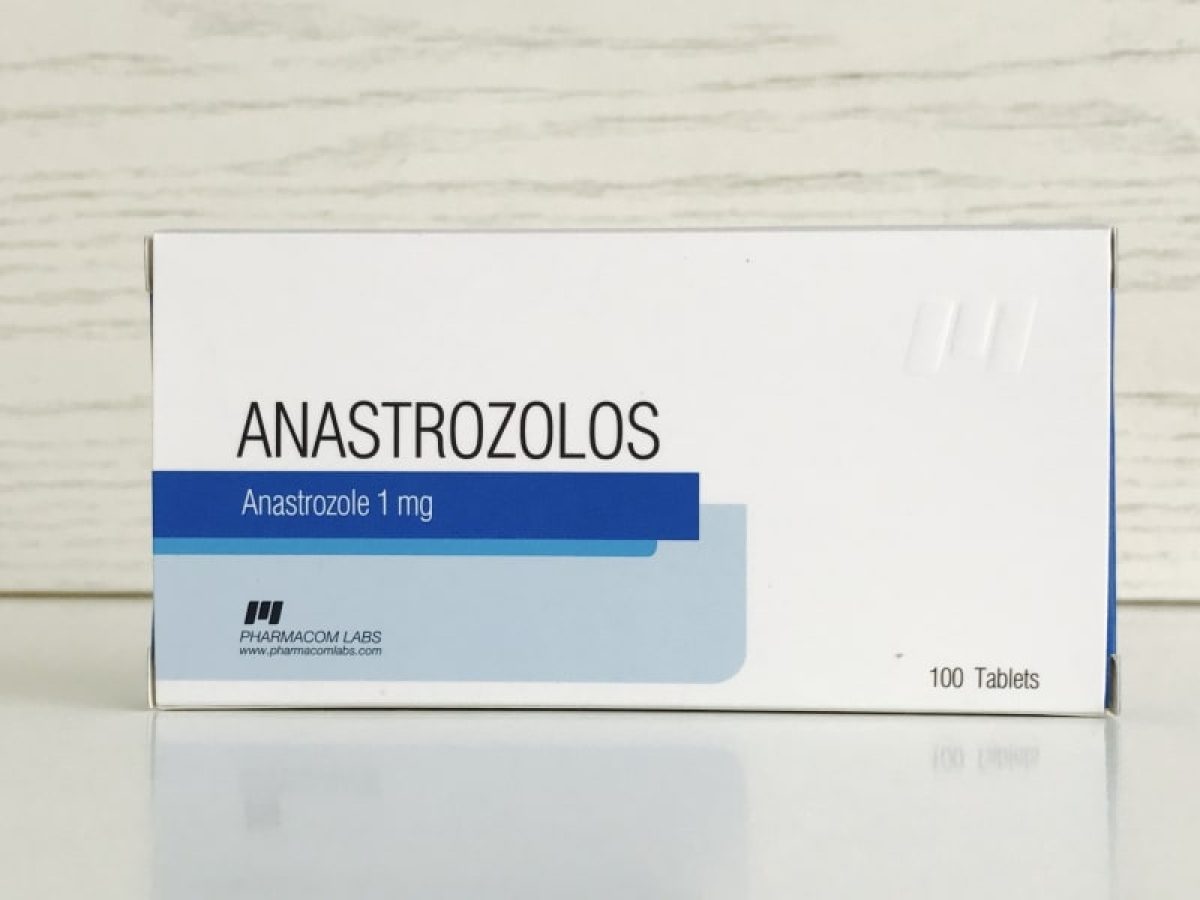 ANASTROZOLOS
Anastrozole 1 mg
PHARMACOM LABS
www.pharmacomlabs.com
100 Tablets